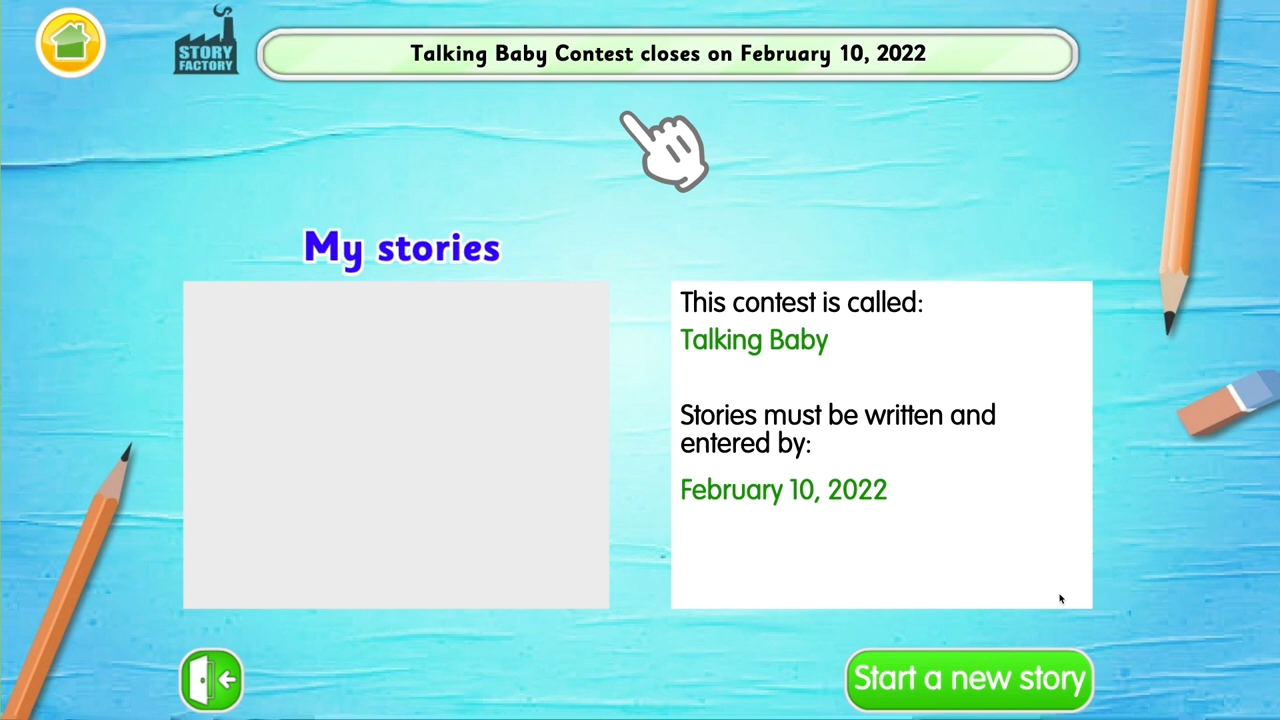 STORY
FACTORY
Talking Baby Contest closes on February 10, 2022
My stories
This contest is called:
Talking Baby
Stories must be written and
entered by:
February 10, 2022
Start a new story